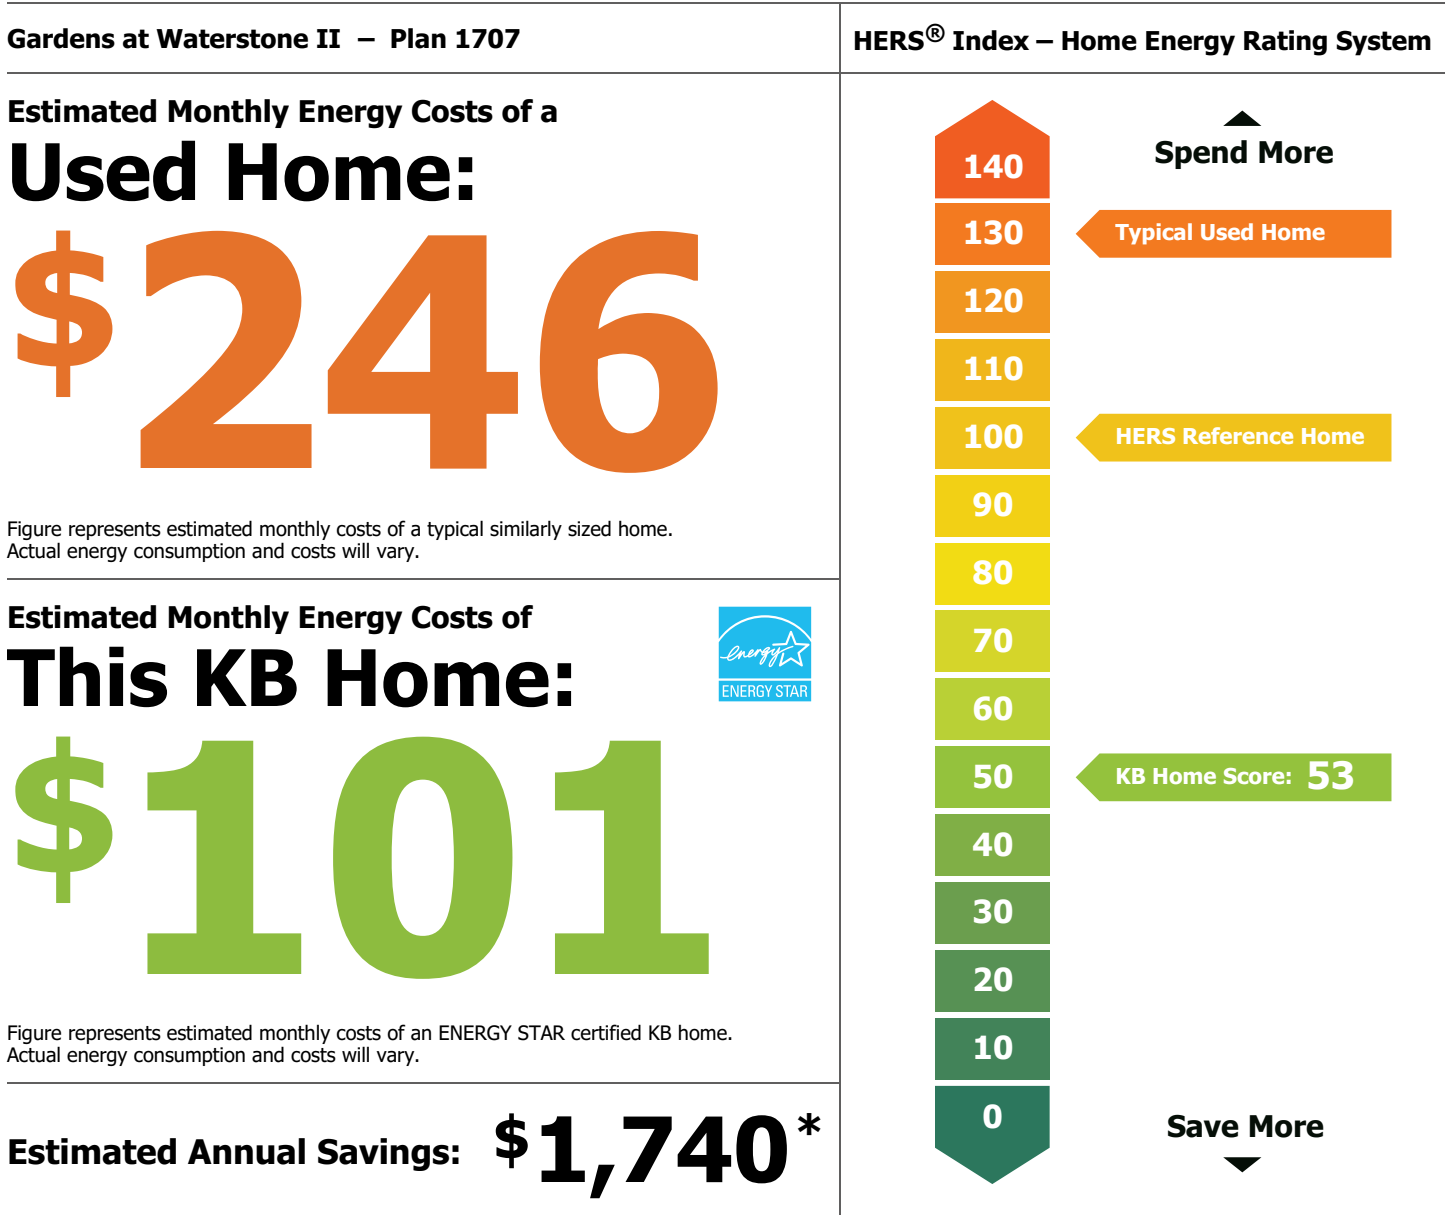 Gardens at Waterstone II – Plan 1707
Estimated Monthly Energy Costs of a
Used Home:
$246
Figure represents estimated monthly costs of a typical similarly sized home.
Actual energy consumption and costs will vary.
Estimated Monthly Energy Costs of
This KB Home:
energy
ENERGY STAR
$101
Figure represents estimated monthly costs of an ENERGY STAR certified KB home.
Actual energy consumption and costs will vary.
Estimated Annual Savings: $1,740*
HERS® Index – Home Energy Rating System
Spend More
140
130
Typical Used Home
120
110
100
HERS Reference Home
90
80
70
60
50
KB Home Score: 53
40
30
20
10
0
Save More